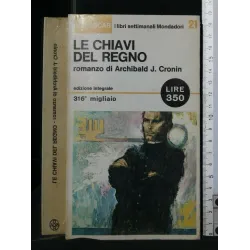 OSCAR i libri settimanali Mondadori 21
LE CHIAVI
DEL REGNO
romanzo di Archibald J. Cronin
edizione integrale
316° migliaio
LIRE
350
LE CHIAVI DEL REGNO